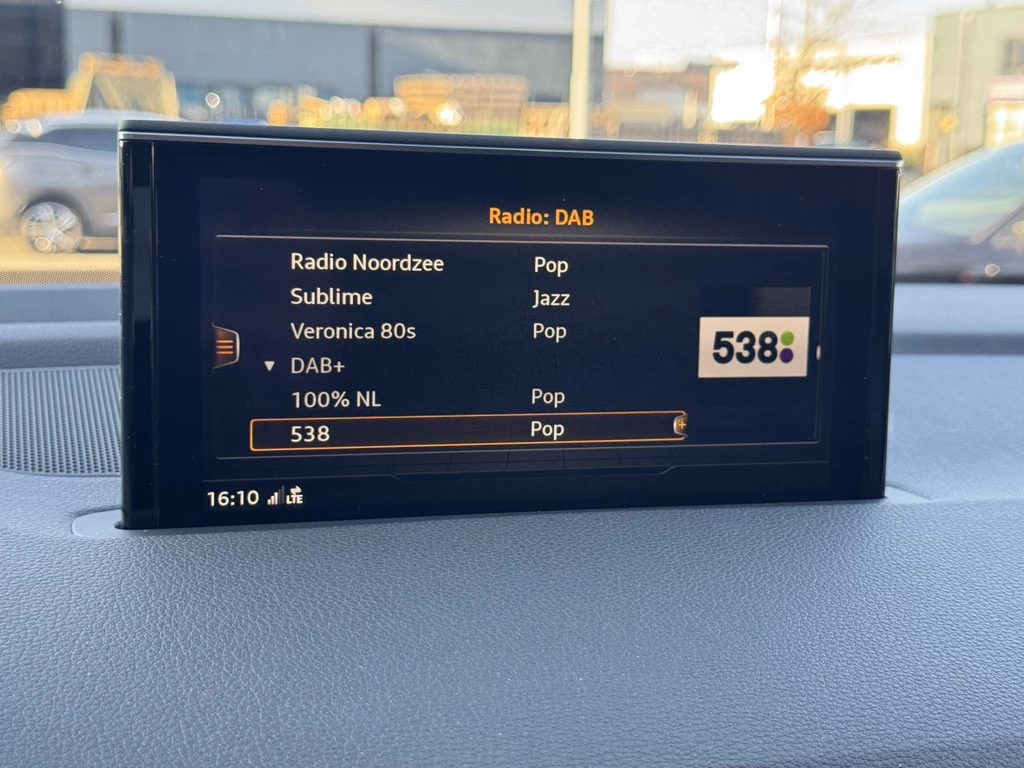 Radio: DAB
Radio Noordzee Pop
Sublime Jazz
Veronica 80s Pop
▼ DAB+
100% NL Pop
538 Pop
538
16:10 LTE